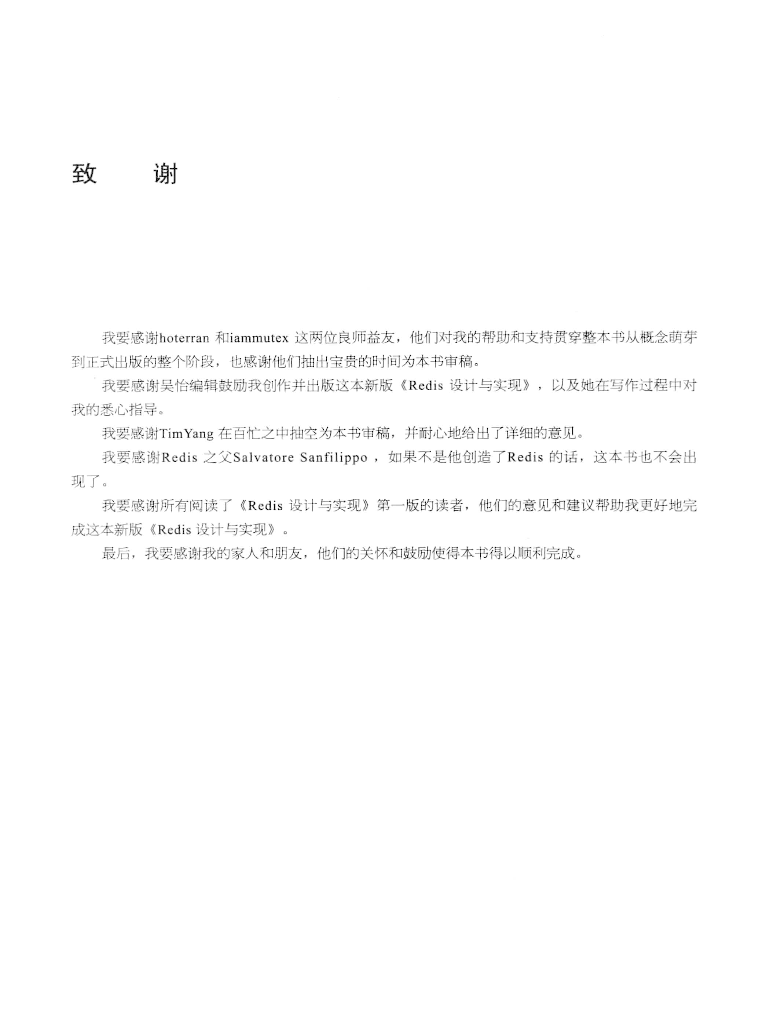 致 谢
我要感谢hoterran 和iammutex 这两位良师益友，他们对我的帮助和支持贯穿整本书从概念萌芽
到正式出版的整个阶段，也感谢他们抽出宝贵的时间为本书审稿。
我要感谢吴怡编辑鼓励我创作并出版这本新版《Redis 设计与实现》，以及她在写作过程中对
我的悉心指导。
我要感谢TimYang 在百忙之中抽空为本书审稿，并耐心地给出了详细的意见。
我要感谢Redis 之父Salvatore Sanfilippo ，如果不是他创造了Redis 的话，这本书也不会出
现了。
我要感谢所有阅读了《Redis 设计与实现》第一版的读者，他们的意见和建议帮助我更好地完
成这本新版《Redis 设计与实现》。
最后，我要感谢我的家人和朋友，他们的关怀和鼓励使得本书得以顺利完成。